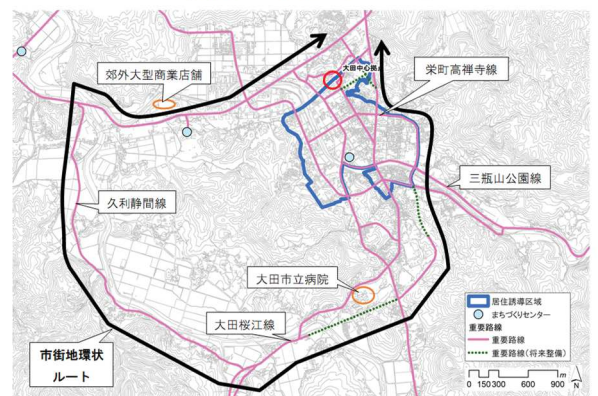 大田中心拠点
郊外大型商業店舗
栄町高禅寺線
三瓶山公園線
久利静間線
大田市立病院
大田桜江線
市街地環状
ルート
居住誘導区域
まちづくりセンター
重要路線
重要路線
重要路線(将来整備)
0 150 300 600 900
m
N